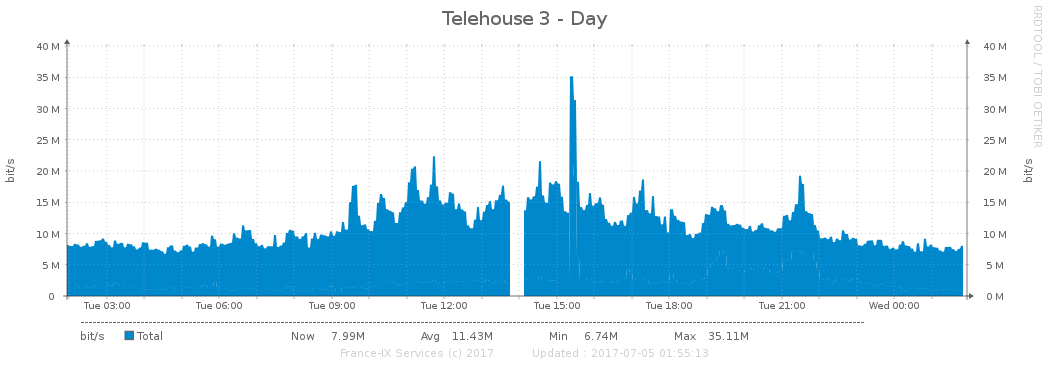 Telehouse 3 - Day
RRDTOOL / TOBI OETIKER
40 M 40 M
35 M 35 M
30 M 30 M
25 M 25 M
20 M 20 M
15 M 15 M
10 M 10 M
5 M 5 M
0 0 M
bit/s bit/s
Tue 03:00 Tue 06:00 Tue 09:00 Tue 12:00 Tue 15:00 Tue 18:00 Tue 21:00 Wed 00:00
bit/s Total Now 7.99M Avg 11.43M Min 6.74M Max 35.11M
France-IX Services (c) 2017 Updated : 2017-07-05 01:55:13